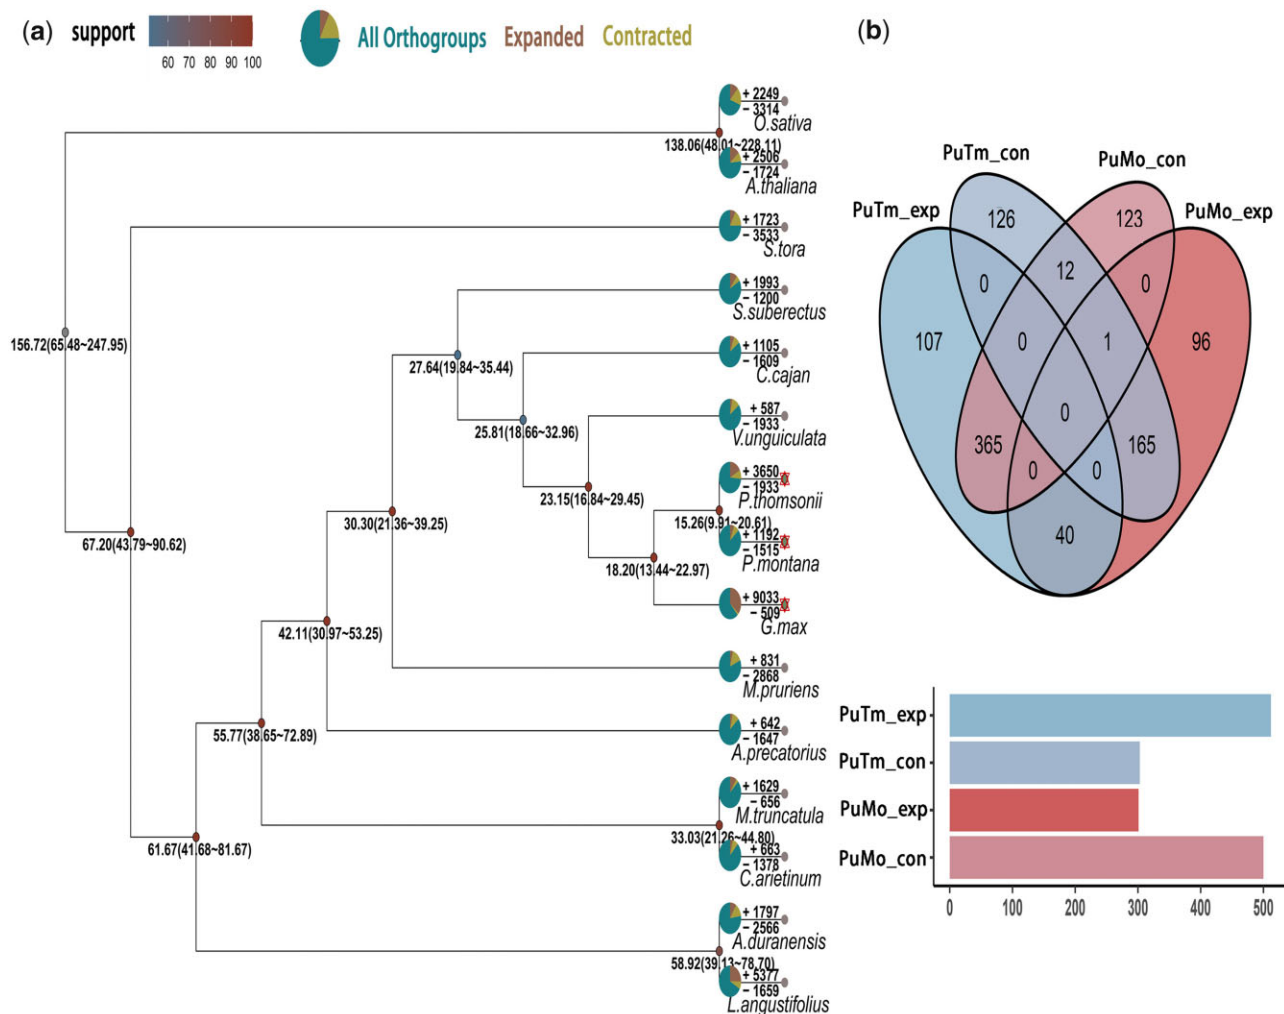 (a) support
60 70 80 90 100
All Orthogroups Expanded Contracted
+ 2249
− 3314
O.sativa
138.06(48.01~228.11)
+ 2506
− 1724
A.thaliana
+ 1723
− 3533
S.tora
+ 1993
− 1200
S.suberectus
156.72(65.48~247.95)
27.64(19.84~35.44)
+ 1105
− 1609
C.cajan
25.81(18.66~32.96)
+ 587
− 1933
V.unguiculata
23.15(16.84~29.45)
+ 3650
− 1933
P.thomsonii
15.26(9.91~20.61)
30.30(21.36~39.25)
67.20(43.79~90.62)
+ 1192
− 1515
P.montana
18.20(13.44~22.97)
+ 9033
− 509
G.max
42.11(30.97~53.25)
+ 831
− 2868
M.pruriens
55.77(38.65~72.89)
+ 642
− 1647
A.precatorius
+ 1629
− 656
M.truncatula
33.03(21.26~44.80)
61.67(41.68~81.67)
+ 663
− 1378
C.arietinum
+ 1797
− 2566
A.duranensis
58.92(39.13~78.70)
+ 5377
− 1659
L.angustifolius
(b)
PuTm_con
PuMo_con
PuTm_exp
PuMo_exp
126
123
12
0
0
107
0
1
96
0
365
165
0
0
40
PuTm_exp
PuTm_con
PuMo_exp
PuMo_con
0 100 200 300 400 500